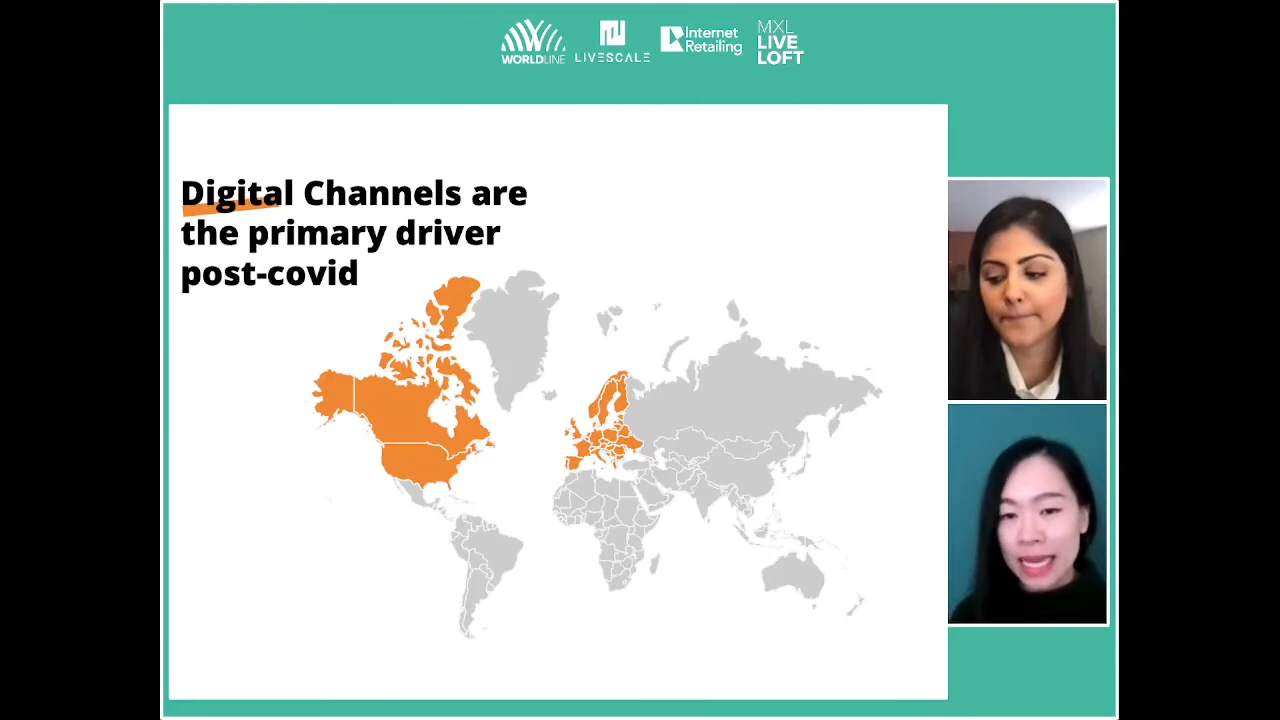 WORLDLINE
LIVESCALE
Internet
Retailing
MXL
LIVE
LOFT
Digital Channels are
the primary driver
post-covid